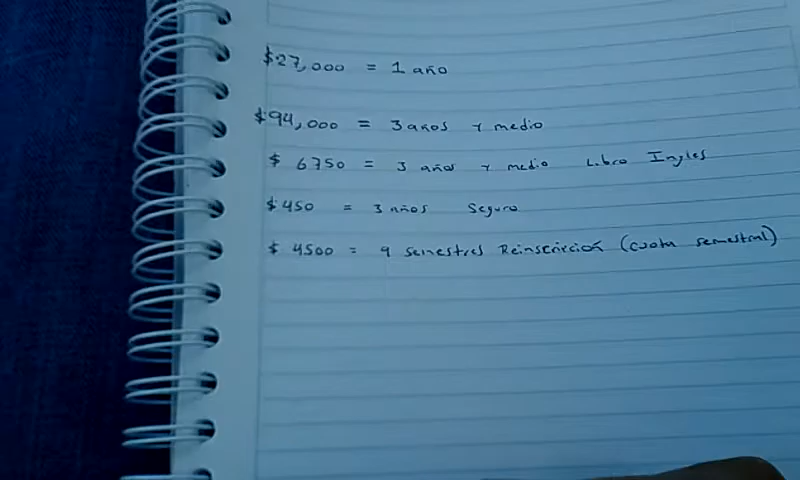 $27,000 = 1 año
$94,000 = 3 años y medio
$ 6750 = 3 años y medio Libro Ingles
$450 = 3 años Seguro
$ 4500 = 9 semestres Reinscripción (cuota semestral)